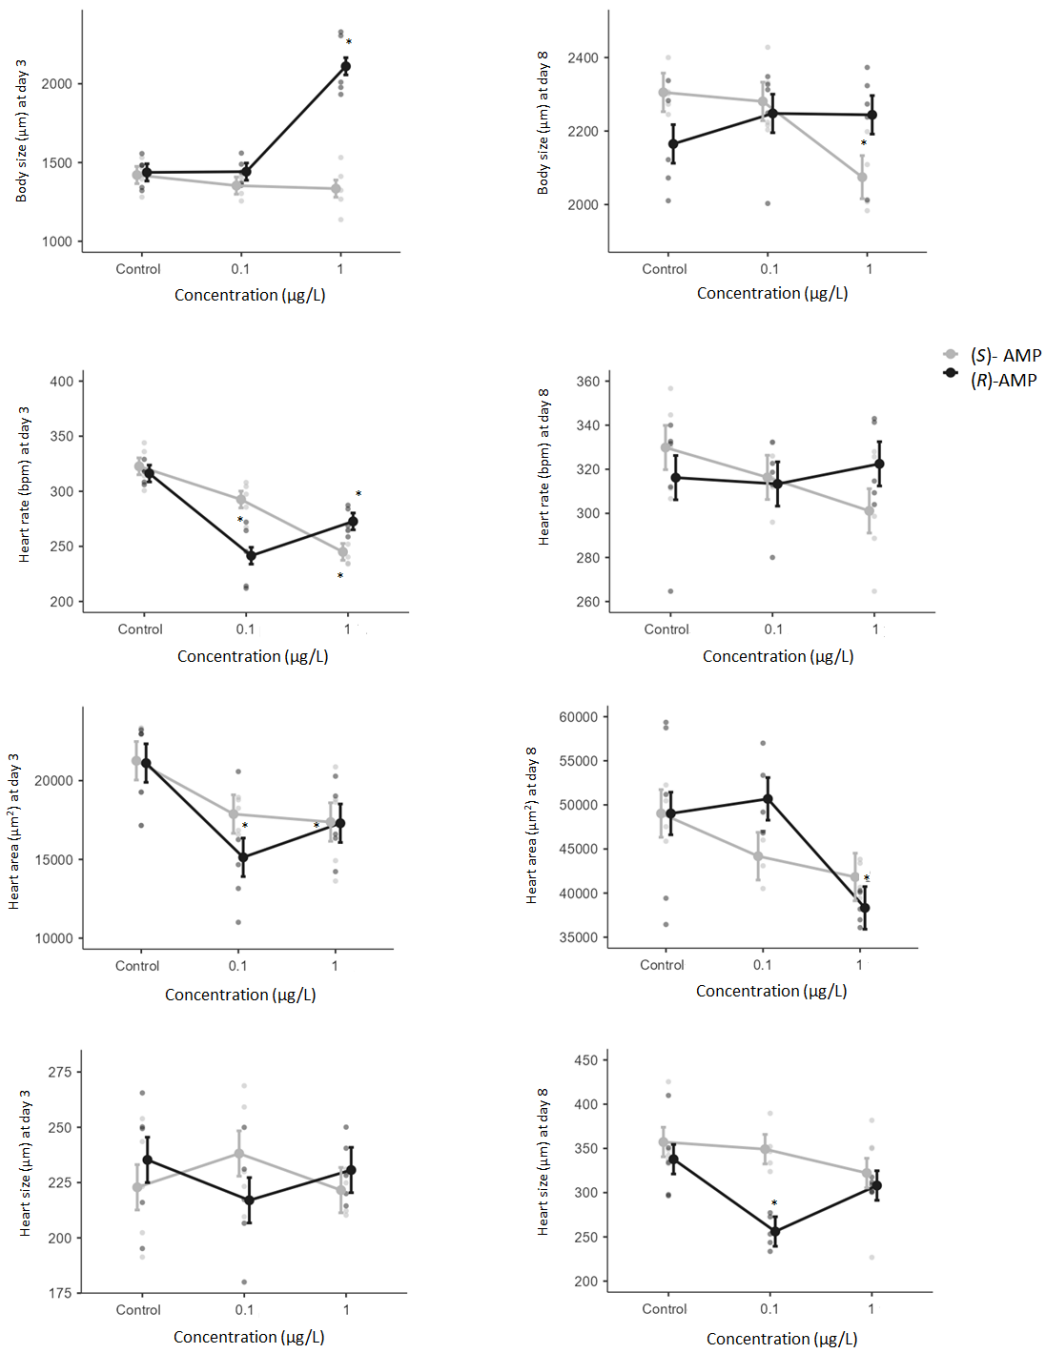 Body size (µm) at day 3
2000
1500
1000
Control 0.1 1
Concentration (µg/L)
Body size (µm) at day 8
2400
2200
2000
Control 0.1 1
Concentration (µg/L)
(S)- AMP
(R)-AMP
Heart rate (bpm) at day 3
400
350
300
250
200
Control 0.1 1
Concentration (µg/L)
Heart rate (bpm) at day 8
360
340
320
300
280
260
Control 0.1 1
Concentration (µg/L)
Heart area (µm²) at day 3
20000
15000
10000
Control 0.1 1
Concentration (µg/L)
Heart area (µm²) at day 8
60000
55000
50000
45000
40000
35000
Control 0.1 1
Concentration (µg/L)
Heart size (µm) at day 3
275
250
225
200
175
Control 0.1 1
Concentration (µg/L)
Heart size (µm) at day 8
450
400
350
300
250
200
Control 0.1 1
Concentration (µg/L)